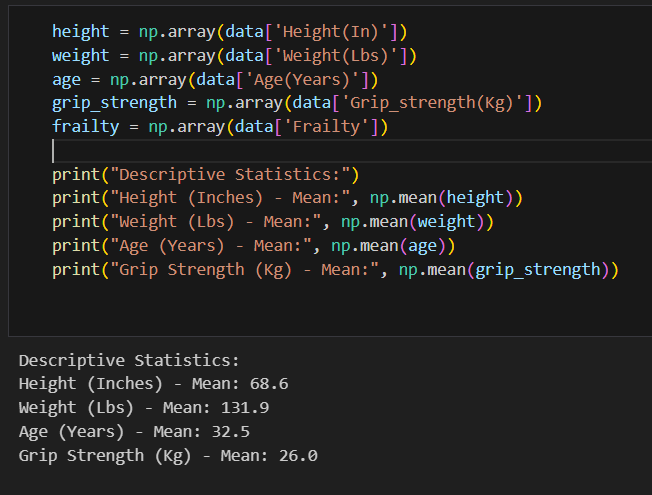 height = np.array(data['Height(In)'])
weight = np.array(data['Weight(Lbs)'])
age = np.array(data['Age(Years)'])
grip_strength = np.array(data['Grip_strength(Kg)'])
frailty = np.array(data['Frailty'])
print("Descriptive Statistics:")
print("Height (Inches) - Mean:", np.mean(height))
print("Weight (Lbs) - Mean:", np.mean(weight))
print("Age (Years) - Mean:", np.mean(age))
print("Grip Strength (Kg) - Mean:", np.mean(grip_strength))
Descriptive Statistics:
Height (Inches) - Mean: 68.6
Weight (Lbs) - Mean: 131.9
Age (Years) - Mean: 32.5
Grip Strength (Kg) - Mean: 26.0